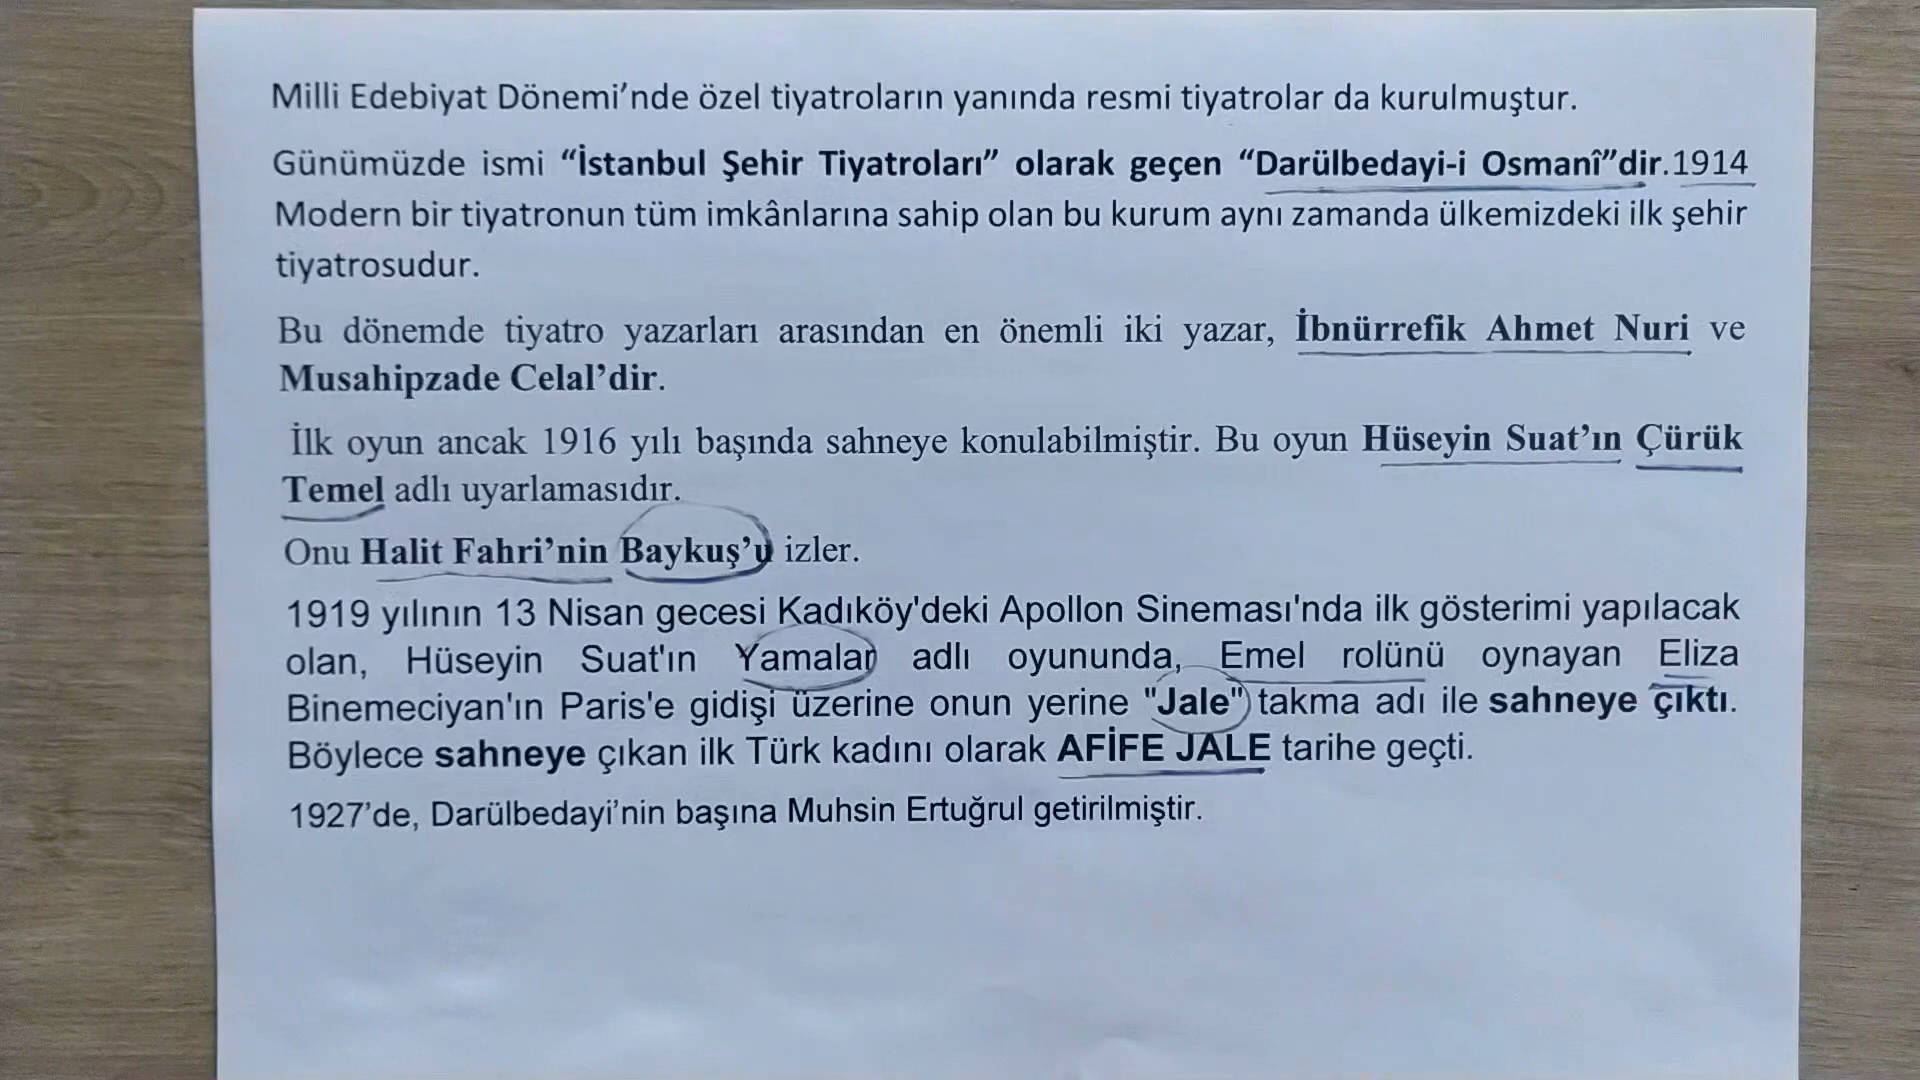 Milli Edebiyat Dönemi’nde özel tiyatroların yanında resmi tiyatrolar da kurulmuştur.
Günümüzde ismi “İstanbul Şehir Tiyatroları” olarak geçen “Darülbedayi-i Osmanî”dir.1914
Modern bir tiyatronun tüm imkânlarına sahip olan bu kurum aynı zamanda ülkemizdeki ilk şehir
tiyatrosudur.
Bu dönemde tiyatro yazarları arasından en önemli iki yazar, İbnürrefik Ahmet Nuri ve
Musahipzade Celal’dir.
İlk oyun ancak 1916 yılı başında sahneye konulabilmiştir. Bu oyun Hüseyin Suat’ın Çürük
Temel adlı uyarlamasıdır.
Onu Halit Fahri’nin Baykuş’u izler.
1919 yılının 13 Nisan gecesi Kadıköy'deki Apollon Sineması'nda ilk gösterimi yapılacak
olan, Hüseyin Suat'ın Yamalar adlı oyununda, Emel rolünü oynayan Eliza
Binemeciyan'ın Paris'e gidişi üzerine onun yerine "Jale" takma adı ile sahneye çıktı.
Böylece sahneye çıkan ilk Türk kadını olarak AFİFE JALE tarihe geçti.
1927’de, Darülbedayi’nin başına Muhsin Ertuğrul getirilmiştir.